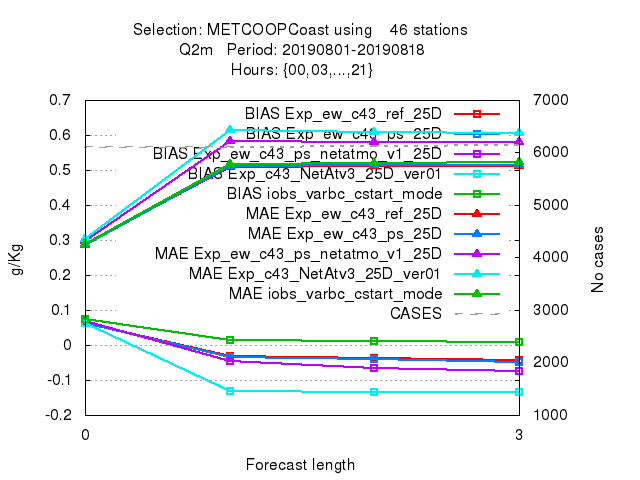 Selection: METCOOPCoast using    46 stations
Q2m   Period: 20190801-20190818
Hours: {00,03,...,21}
0.7
0.6
0.5
0.4
0.3
0.2
0.1
0
-0.1
-0.2
g/Kg
7000
6000
5000
4000
3000
2000
1000
No cases
BIAS Exp_ew_c43_ref_25D
BIAS Exp_ew_c43_ps_25D
BIAS Exp_ew_c43_ps_netatmo_v1_25D
BIAS Exp_c43_NetAtv3_25D_ver01
BIAS iobs_varbc_cstart_mode
MAE Exp_ew_c43_ref_25D
MAE Exp_ew_c43_ps_25D
MAE Exp_ew_c43_ps_netatmo_v1_25D
MAE Exp_c43_NetAtv3_25D_ver01
MAE iobs_varbc_cstart_mode
CASES
0
3
Forecast length